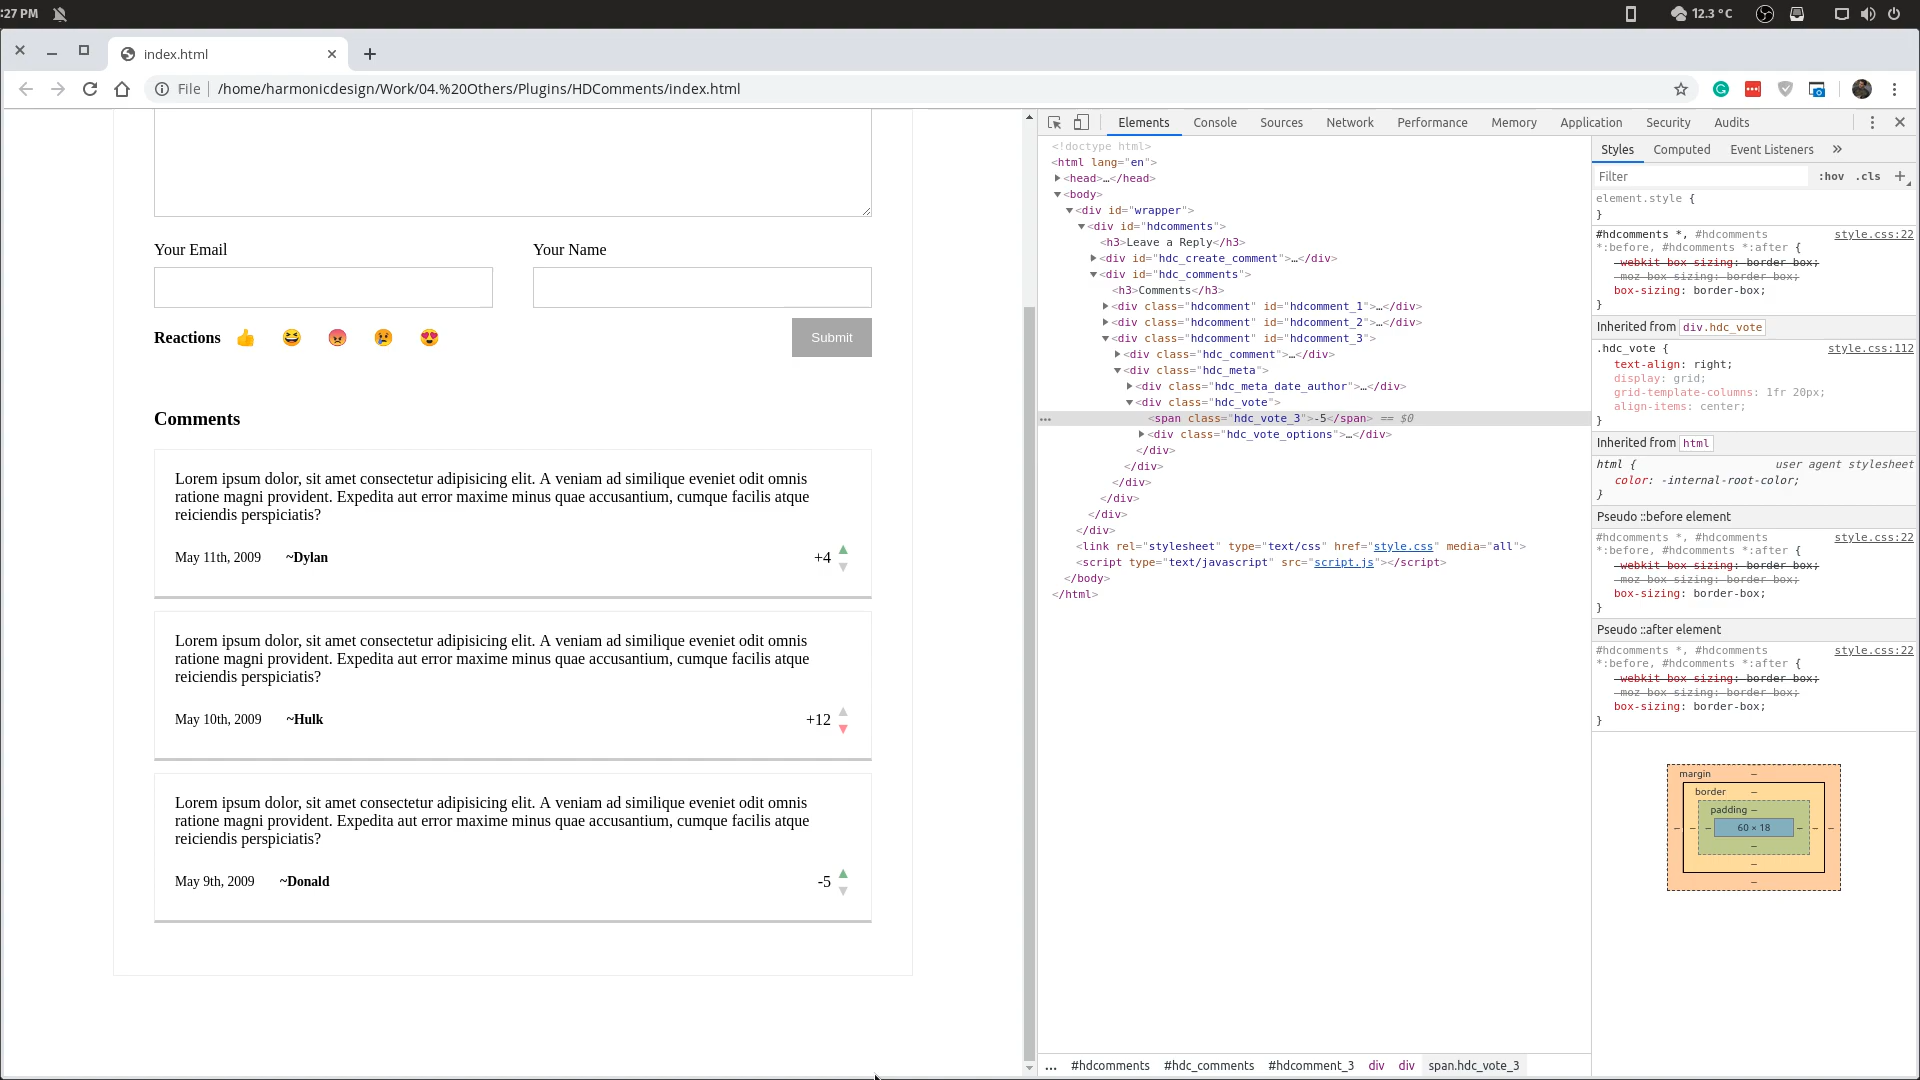 :27 PM
12.3 °C
index.html
File | /home/harmonicdesign/Work/04.%20Others/Plugins/HDComments/index.html
Your Email
Your Name
Reactions
Submit
Comments
Lorem ipsum dolor, sit amet consectetur adipisicing elit. A veniam ad similique eveniet odit omnis
ratione magni provident. Expedita aut error maxime minus quae accusantium, cumque facilis atque
reiciendis perspiciatis?
May 11th, 2009 ~Dylan +4
Lorem ipsum dolor, sit amet consectetur adipisicing elit. A veniam ad similique eveniet odit omnis
ratione magni provident. Expedita aut error maxime minus quae accusantium, cumque facilis atque
reiciendis perspiciatis?
May 10th, 2009 ~Hulk +12
Lorem ipsum dolor, sit amet consectetur adipisicing elit. A veniam ad similique eveniet odit omnis
ratione magni provident. Expedita aut error maxime minus quae accusantium, cumque facilis atque
reiciendis perspiciatis?
May 9th, 2009 ~Donald -5
Elements Console Sources Network Performance Memory Application Security Audits
<!doctype html>
<html lang="en">
<head>…</head>
<body>
<div id="wrapper">
<div id="hdcomments">
<h3>Leave a Reply</h3>
<div id="hdc_create_comment">…</div>
<div id="hdc_comments">
<h3>Comments</h3>
<div class="hdcomment" id="hdcomment_1">…</div>
<div class="hdcomment" id="hdcomment_2">…</div>
<div class="hdcomment" id="hdcomment_3">
<div class="hdc_comment">…</div>
<div class="hdc_meta">
<div class="hdc_meta_date_author">…</div>
<div class="hdc_vote">
<span class="hdc_vote_3">-5</span> == $0
<div class="hdc_vote_options">…</div>
</div>
</div>
</div>
</div>
</div>
</div>
<link rel="stylesheet" type="text/css" href="style.css" media="all">
<script type="text/javascript" src="script.js"></script>
</body>
</html>
... #hdcomments #hdc_comments #hdcomment_3 div div span.hdc_vote_3
Styles Computed Event Listeners »
Filter :hov .cls +
element.style {
}
#hdcomments *, #hdcomments style.css:22
*:before, #hdcomments *:after {
-webkit-box-sizing: border-box;
-moz-box-sizing: border-box;
box-sizing: border-box;
}
Inherited from div.hdc_vote
.hdc_vote { style.css:112
text-align: right;
display: grid;
grid-template-columns: 1fr 20px;
align-items: center;
}
Inherited from html
html { user agent stylesheet
color: -internal-root-color;
}
Pseudo ::before element
#hdcomments *, #hdcomments style.css:22
*:before, #hdcomments *:after {
-webkit-box-sizing: border-box;
-moz-box-sizing: border-box;
box-sizing: border-box;
}
Pseudo ::after element
#hdcomments *, #hdcomments style.css:22
*:before, #hdcomments *:after {
-webkit-box-sizing: border-box;
-moz-box-sizing: border-box;
box-sizing: border-box;
}
margin –
border –
padding –
– – – 60 × 18 – – –
–
–
–